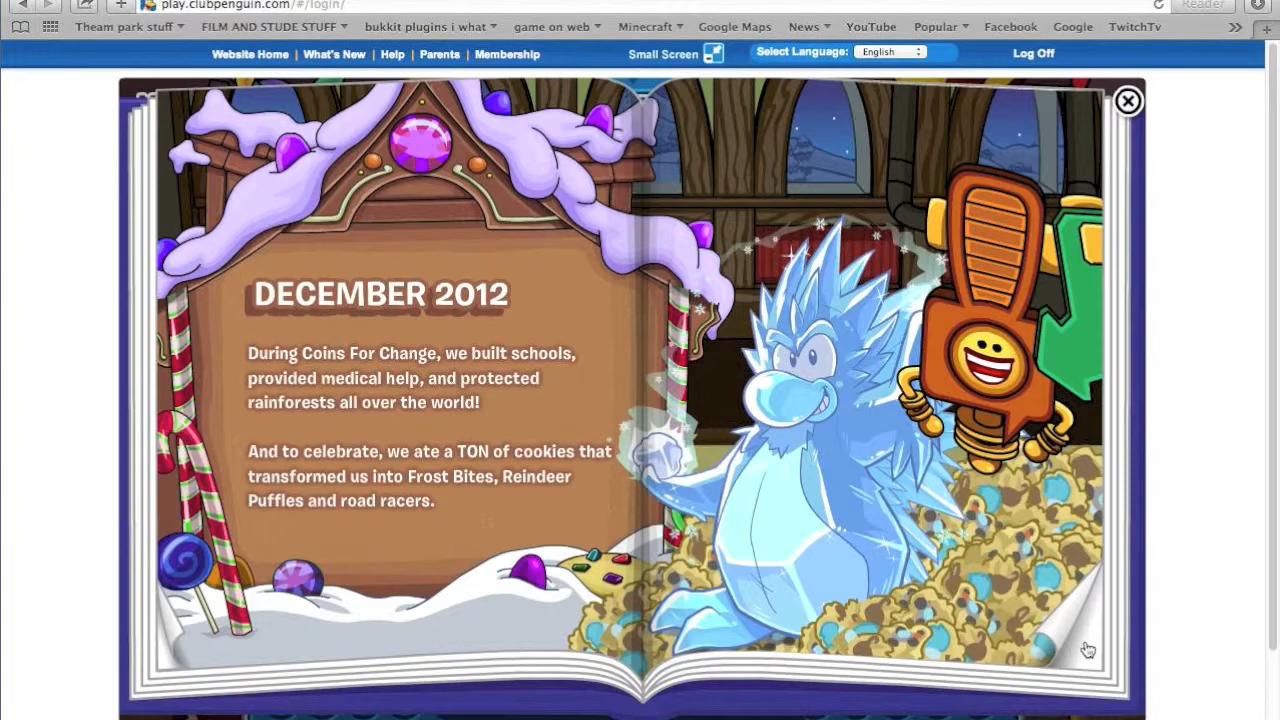 play.clubpenguin.com/#/login/
Reader
Theam park stuff FILM AND STUDE STUFF bukkit plugins i what game on web Minecraft Google Maps News YouTube Popular Facebook Google TwitchTv
Website Home | What's New | Help | Parents | Membership Small Screen Select Language: English Log Off
DECEMBER 2012
During Coins For Change, we built schools,
provided medical help, and protected
rainforests all over the world!
And to celebrate, we ate a TON of cookies that
transformed us into Frost Bites, Reindeer
Puffles and road racers.